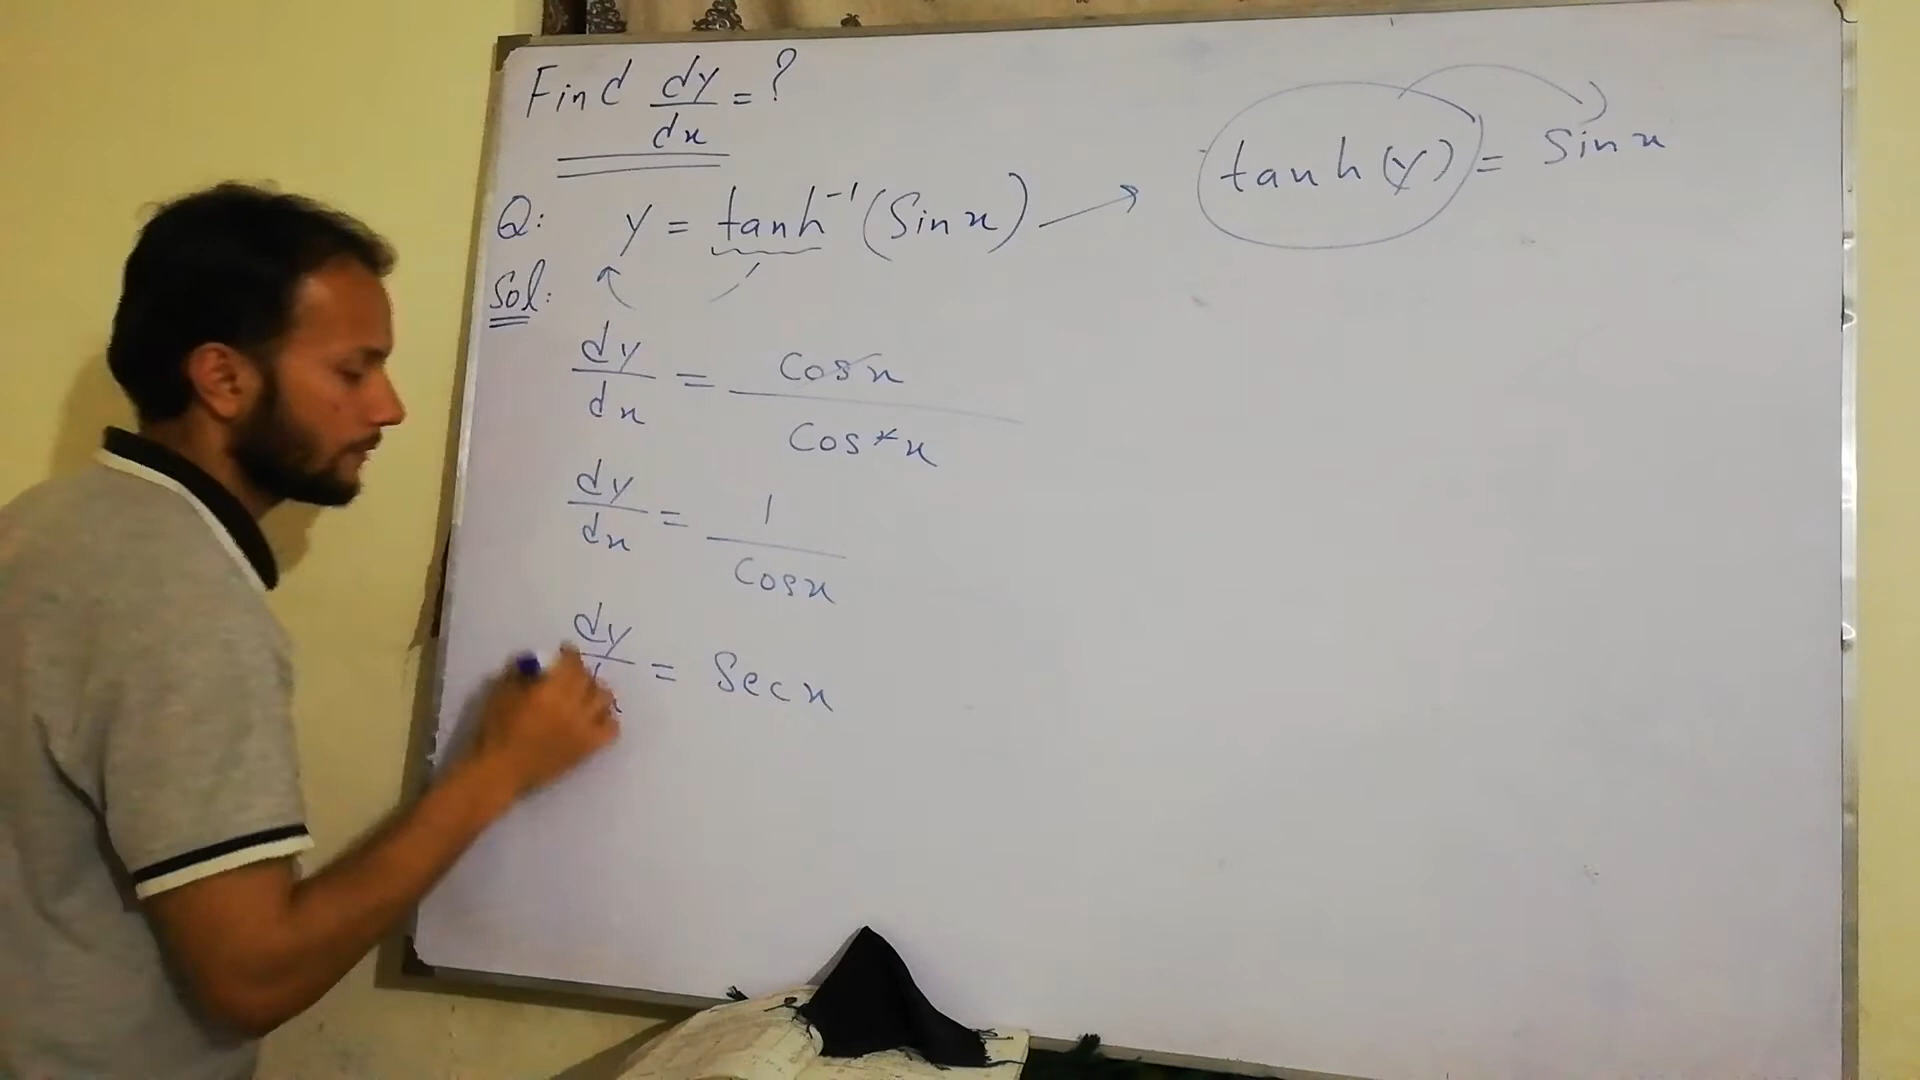 Find dy/dx = ?
Q: y = tanh⁻¹(Sin x) → tanh(y) = Sin x
Sol:
dy/dx = Cos x / Cos² x
dy/dx = 1 / Cos x
dy/dx = Sec x